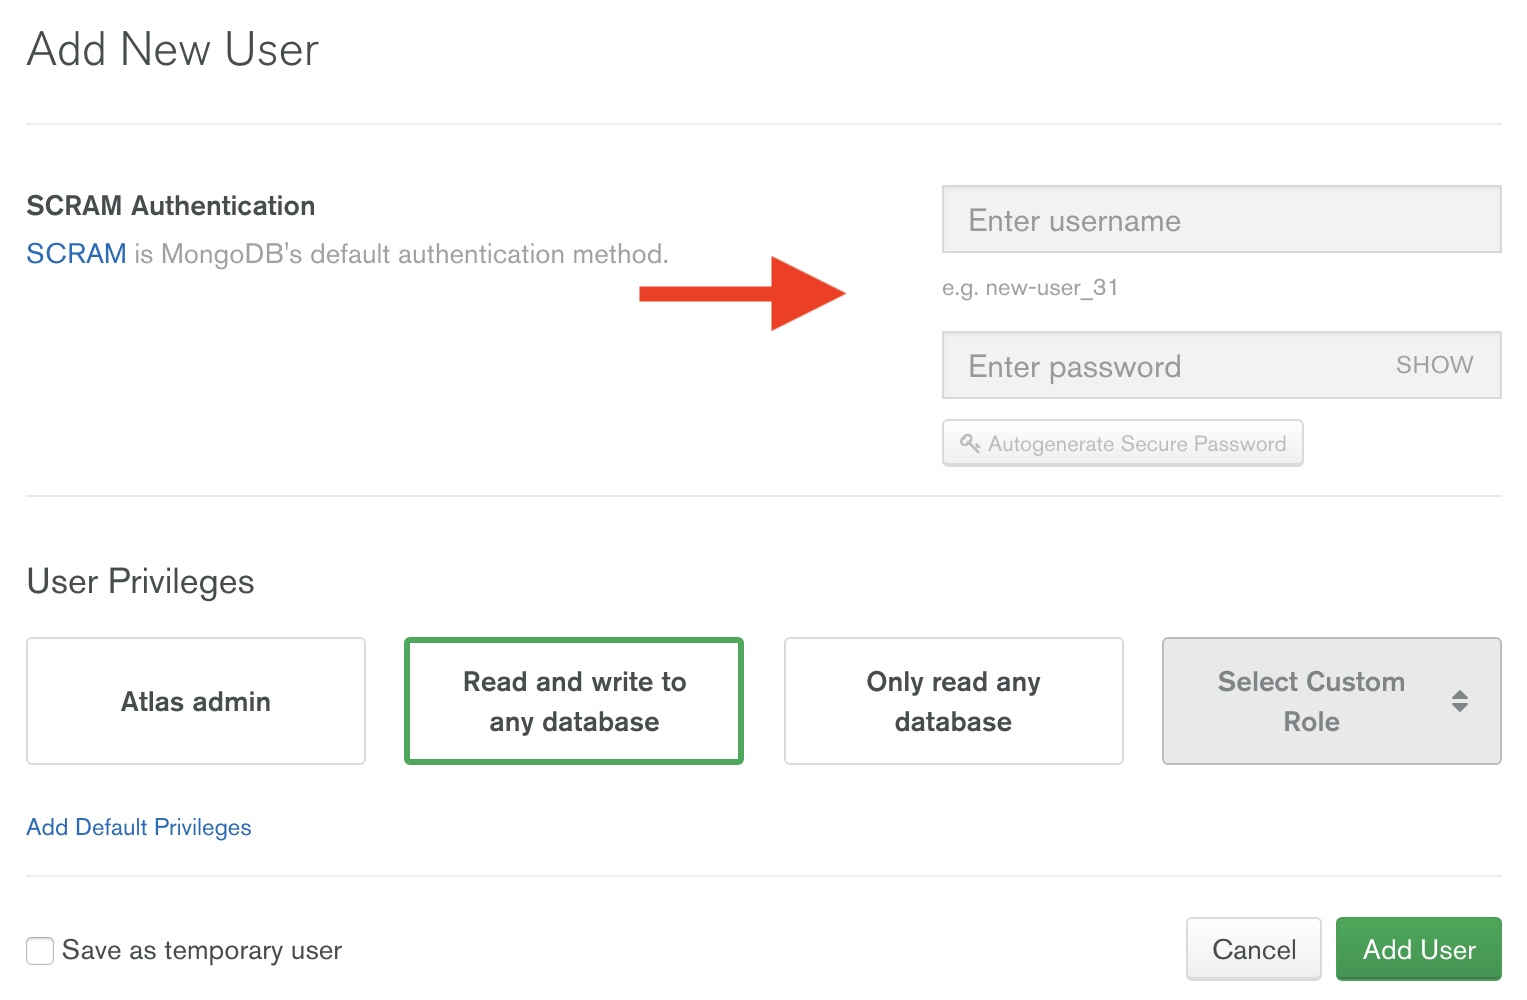 Add New User
SCRAM Authentication
SCRAM is MongoDB's default authentication method.
Enter username
e.g. new-user_31
Enter password
SHOW
Autogenerate Secure Password
User Privileges
Atlas admin
Read and write to
any database
Only read any
database
Select Custom
Role
Add Default Privileges
Save as temporary user
Cancel
Add User